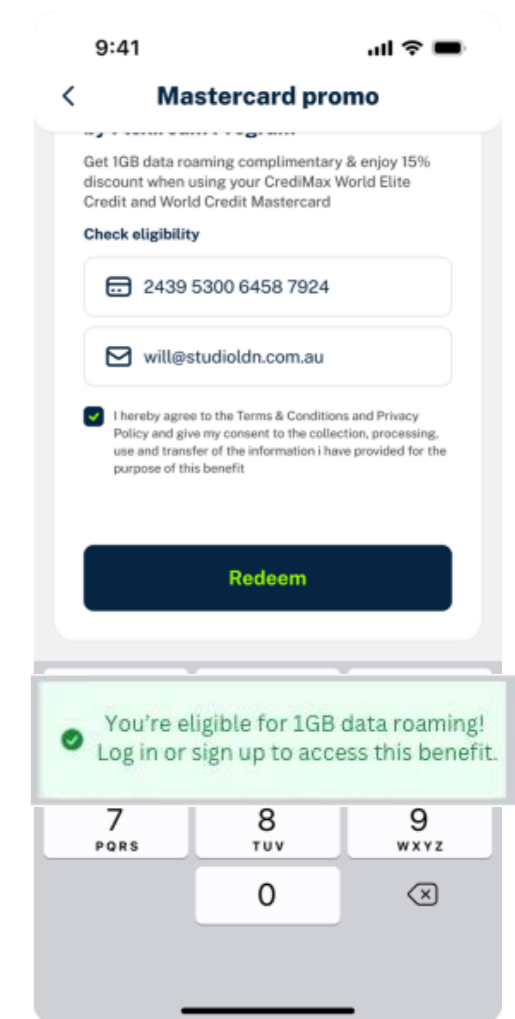 9:41
Mastercard promo
Get 1GB data roaming complimentary & enjoy 15%
discount when using your CrediMax World Elite
Credit and World Credit Mastercard
Check eligibility
2439 5300 6458 7924
will@studioldn.com.au
I hereby agree to the Terms & Conditions and Privacy
Policy and give my consent to the collection, processing,
use and transfer of the information i have provided for the
purpose of this benefit
Redeem
You're eligible for 1GB data roaming!
Log in or sign up to access this benefit.
7 8 9
PQRS TUV WXYZ
0